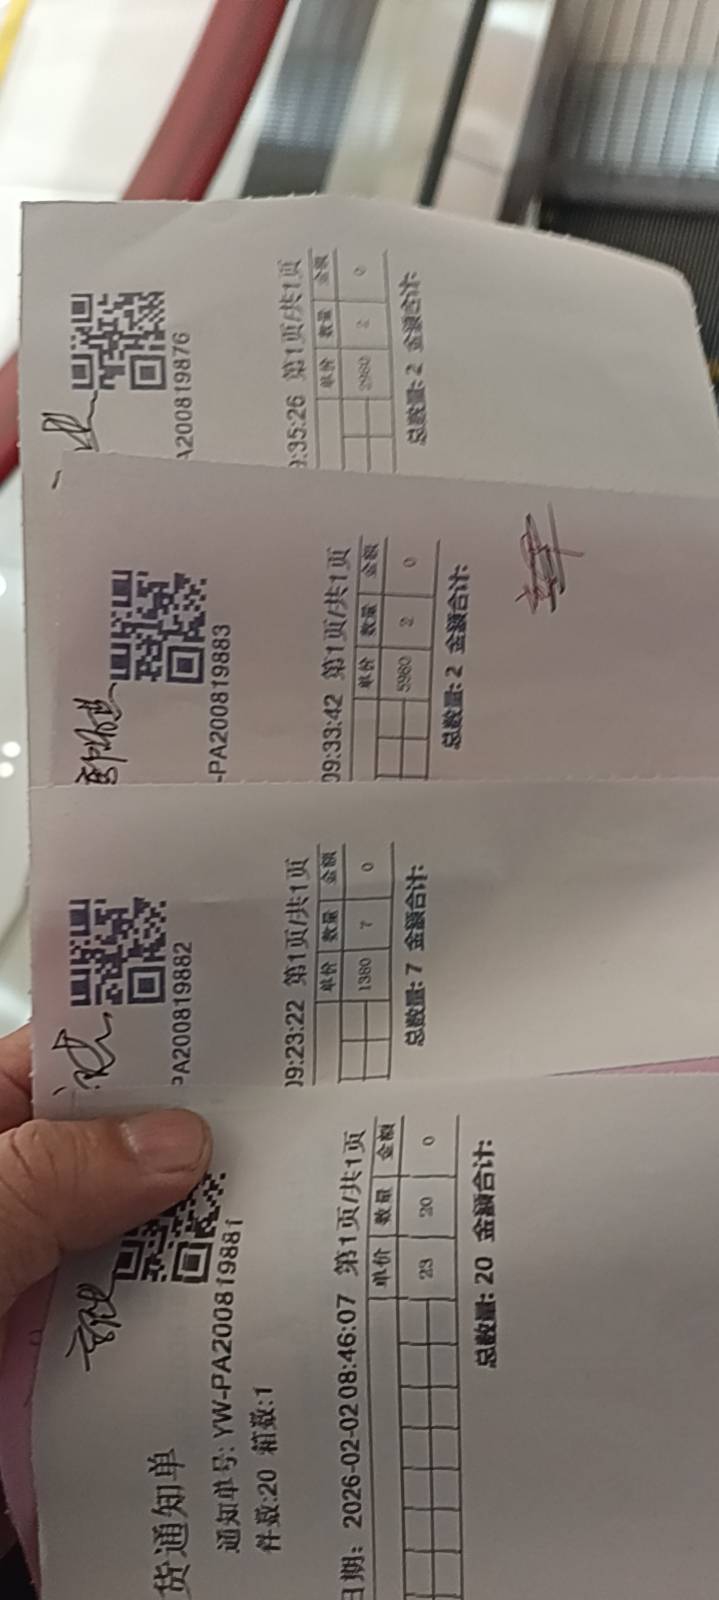 A200819876
9:35:26 第1页/共1页
单价 数量 金额
2980 2 0
总数量: 2 金额合计:
-PA200819883
09:33:42 第1页/共1页
单价 数量 金额
5980 2 0
总数量: 2 金额合计:
PA200819882
09:23:22 第1页/共1页
单价 数量 金额
1380 7 0
总数量: 7 金额合计:
货通知单
通知单号: YW-PA200819881
件数:20 箱数:1
日期: 2026-02-02 08:46:07 第1页/共1页
单价 数量 金额
23 20 0
总数量: 20 金额合计: